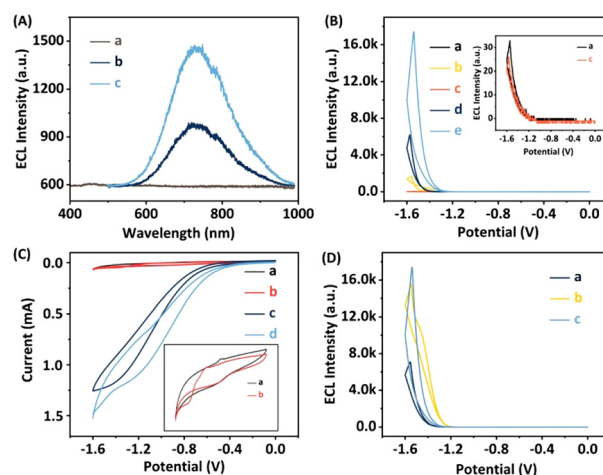 (A)
ECL Intensity (a.u.)
1500
1200
900
600
400
600
800
1000
Wavelength (nm)
a
b
c
(B)
ECL Intensity (a.u.)
16.0k
12.0k
8.0k
4.0k
0.0
-1.6
-1.2
-0.8
-0.4
0.0
Potential (V)
a
b
c
d
e
ECL Intensity (a.u.)
30
20
10
0
-1.6
-1.2
-0.8
-0.4
0.0
Potential (V)
a
c
(C)
Current (mA)
0.0
0.5
1.0
1.5
-1.6
-1.2
-0.8
-0.4
0.0
Potential (V)
a
b
c
d
a
b
(D)
ECL Intensity (a.u.)
16.0k
12.0k
8.0k
4.0k
0.0
-1.6
-1.2
-0.8
-0.4
0.0
Potential (V)
a
b
c